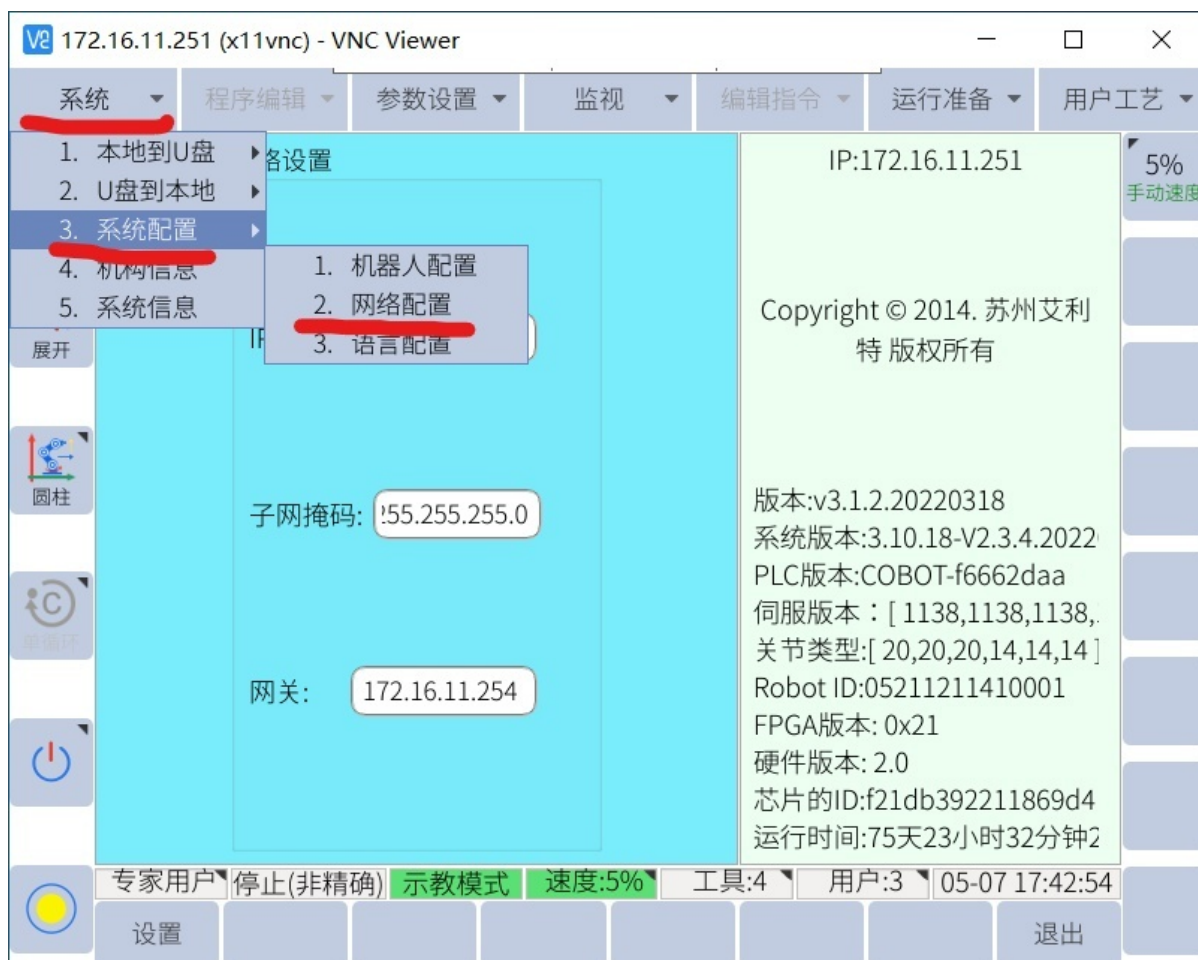 172.16.11.251 (x11vnc) - VNC Viewer
系统 程序编辑 参数设置 监视 编辑指令 运行准备 用户工艺
1. 本地到U盘
2. U盘到本地
3. 系统配置
4. 机构信息
5. 系统信息
1. 机器人配置
2. 网络配置
3. 语言配置
络设置
子网掩码: 255.255.255.0
网关: 172.16.11.254
展开
圆柱
单循环
IP:172.16.11.251
Copyright © 2014. 苏州艾利
特 版权所有
版本:v3.1.2.20220318
系统版本:3.10.18-V2.3.4.2022
PLC版本:COBOT-f6662daa
伺服版本：[ 1138,1138,1138,
关节类型:[ 20,20,20,14,14,14 ]
Robot ID:05211211410001
FPGA版本: 0x21
硬件版本: 2.0
芯片的ID:f21db392211869d4
运行时间:75天23小时32分钟2
5%
手动速度
专家用户 停止(非精确) 示教模式 速度:5% 工具:4 用户:3 05-07 17:42:54
设置 退出